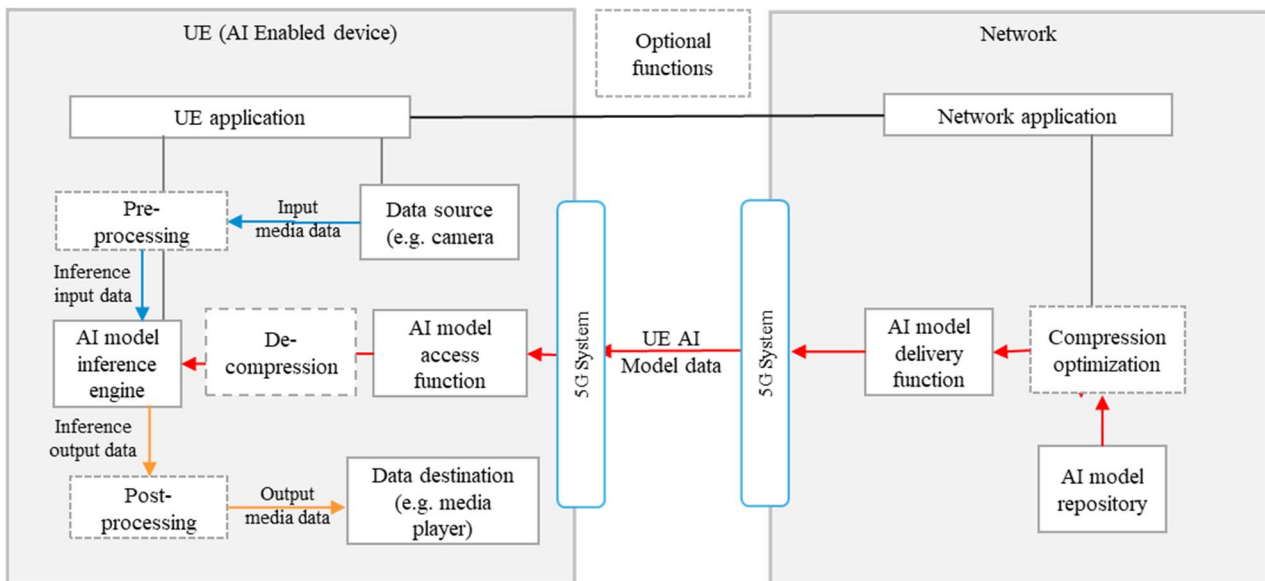 UE (AI Enabled device)
Optional
functions
Network
UE application
Network application
Pre-
processing
Input
media data
Data source
(e.g. camera
Inference
input data
AI model
inference
engine
De-
compression
AI model
access
function
5G System
UE AI
Model data
5G System
AI model
delivery
function
Compression
optimization
Inference
output data
Post-
processing
Output
media data
Data destination
(e.g. media
player)
AI model
repository